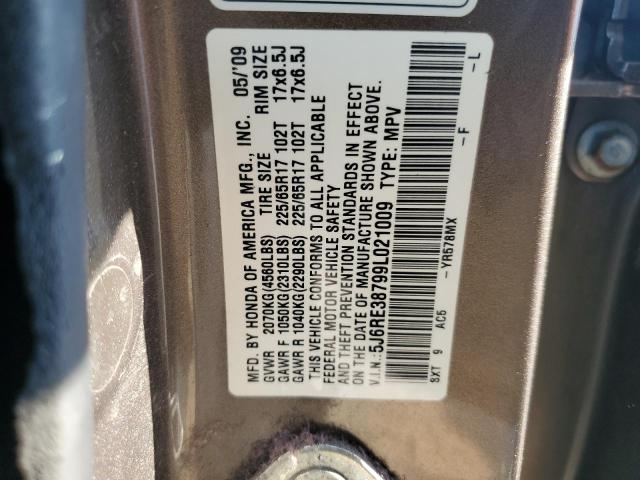 MFD. BY HONDA OF AMERICA MFG., INC. 05/'09
GVWR 2070KG(4560LBS) TIRE SIZE RIM SIZE
GAWR F 1050KG(2310LBS) 225/65R17 102T 17x6.5J
GAWR R 1040KG(2290LBS) 225/65R17 102T 17x6.5J
THIS VEHICLE CONFORMS TO ALL APPLICABLE
FEDERAL MOTOR VEHICLE SAFETY
AND THEFT PREVENTION STANDARDS IN EFFECT
ON THE DATE OF MANUFACTURE SHOWN ABOVE.
V.I.N.:5J6RE38799L021009 TYPE: MPV
SXT 9 AC5 -YR578MX -F -L